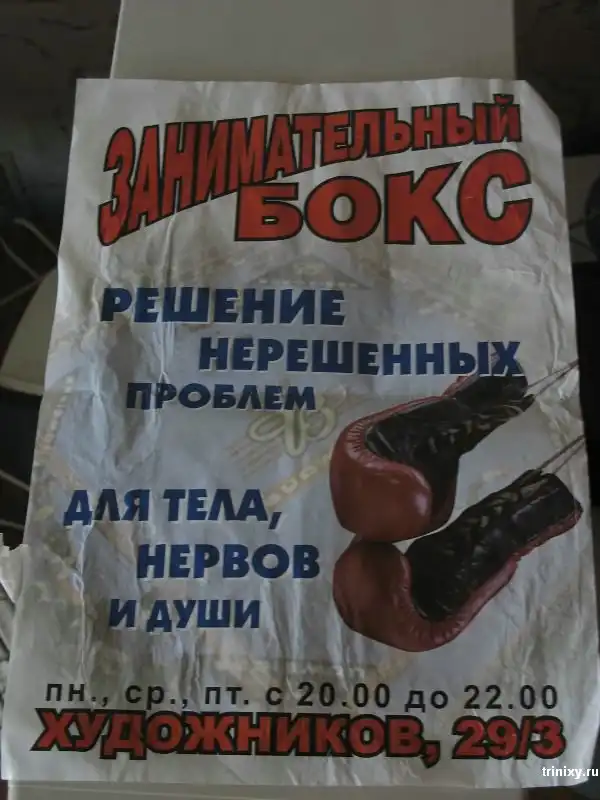 ЗАНИМАТЕЛЬНЫЙ
БОКС
РЕШЕНИЕ
НЕРЕШЕННЫХ
ПРОБЛЕМ
ДЛЯ ТЕЛА,
НЕРВОВ
И ДУШИ
пн., ср., пт. с 20.00 до 22.00
ХУДОЖНИКОВ, 29/3
trinixy.ru